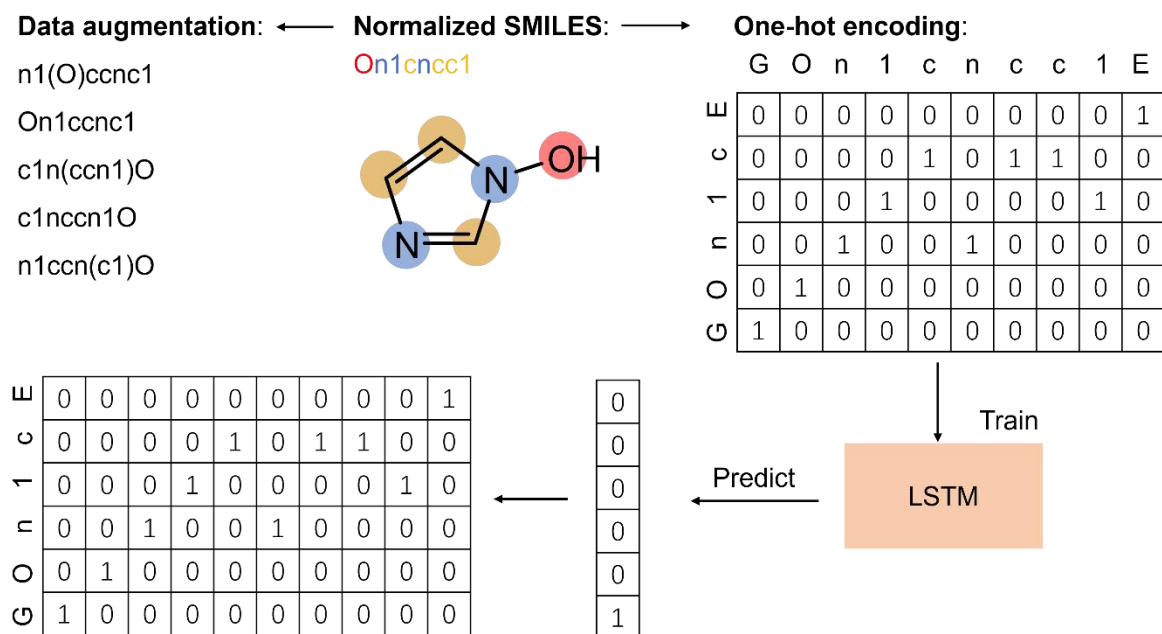 Data augmentation:
n1(O)ccnc1
On1ccnc1
c1n(ccn1)O
c1nccn1O
n1ccn(c1)O
Normalized SMILES:
On1cncc1
N
OH
N
One-hot encoding:
G O n 1 c n c c 1 E
E 0 0 0 0 0 0 0 0 0 1
c 0 0 0 0 1 0 1 1 0 0
1 0 0 0 1 0 0 0 0 1 0
n 0 0 1 0 0 1 0 0 0 0
O 0 1 0 0 0 0 0 0 0 0
G 1 0 0 0 0 0 0 0 0 0
Train
LSTM
Predict
0
0
0
0
0
1
E 0 0 0 0 0 0 0 0 0 1
c 0 0 0 0 1 0 1 1 0 0
1 0 0 0 1 0 0 0 0 1 0
n 0 0 1 0 0 1 0 0 0 0
O 0 1 0 0 0 0 0 0 0 0
G 1 0 0 0 0 0 0 0 0 0